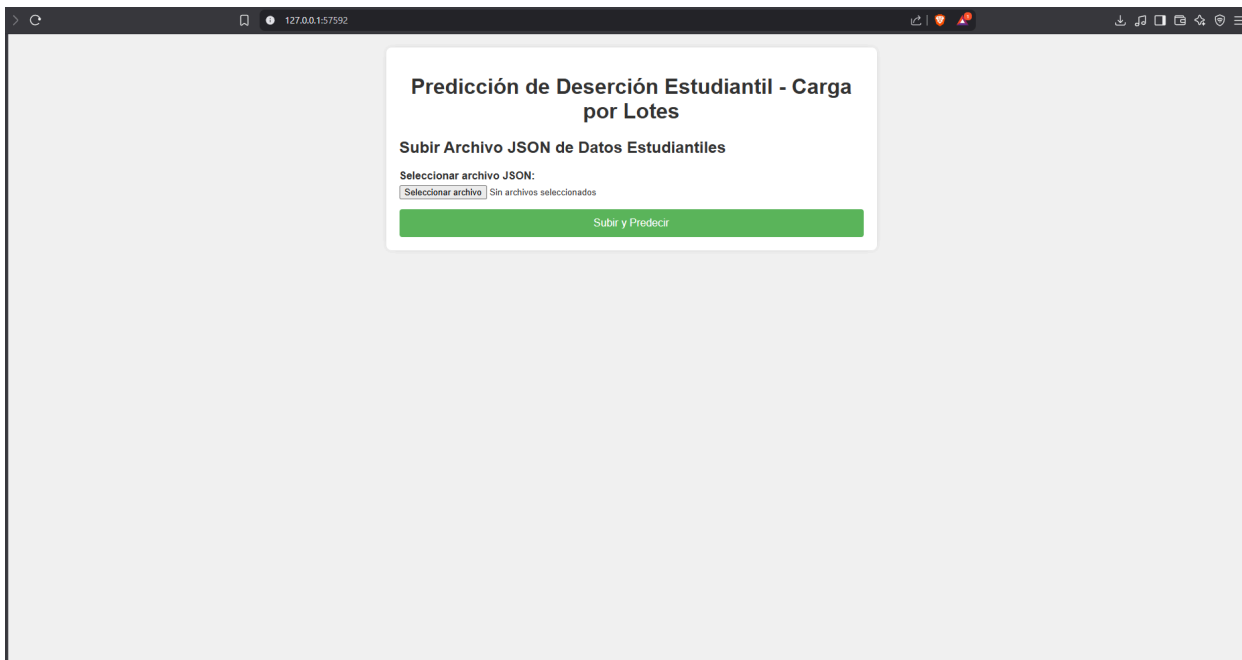 127.0.0.1:57592
Predicción de Deserción Estudiantil - Carga
por Lotes
Subir Archivo JSON de Datos Estudiantiles
Seleccionar archivo JSON:
Seleccionar archivo Sin archivos seleccionados
Subir y Predecir